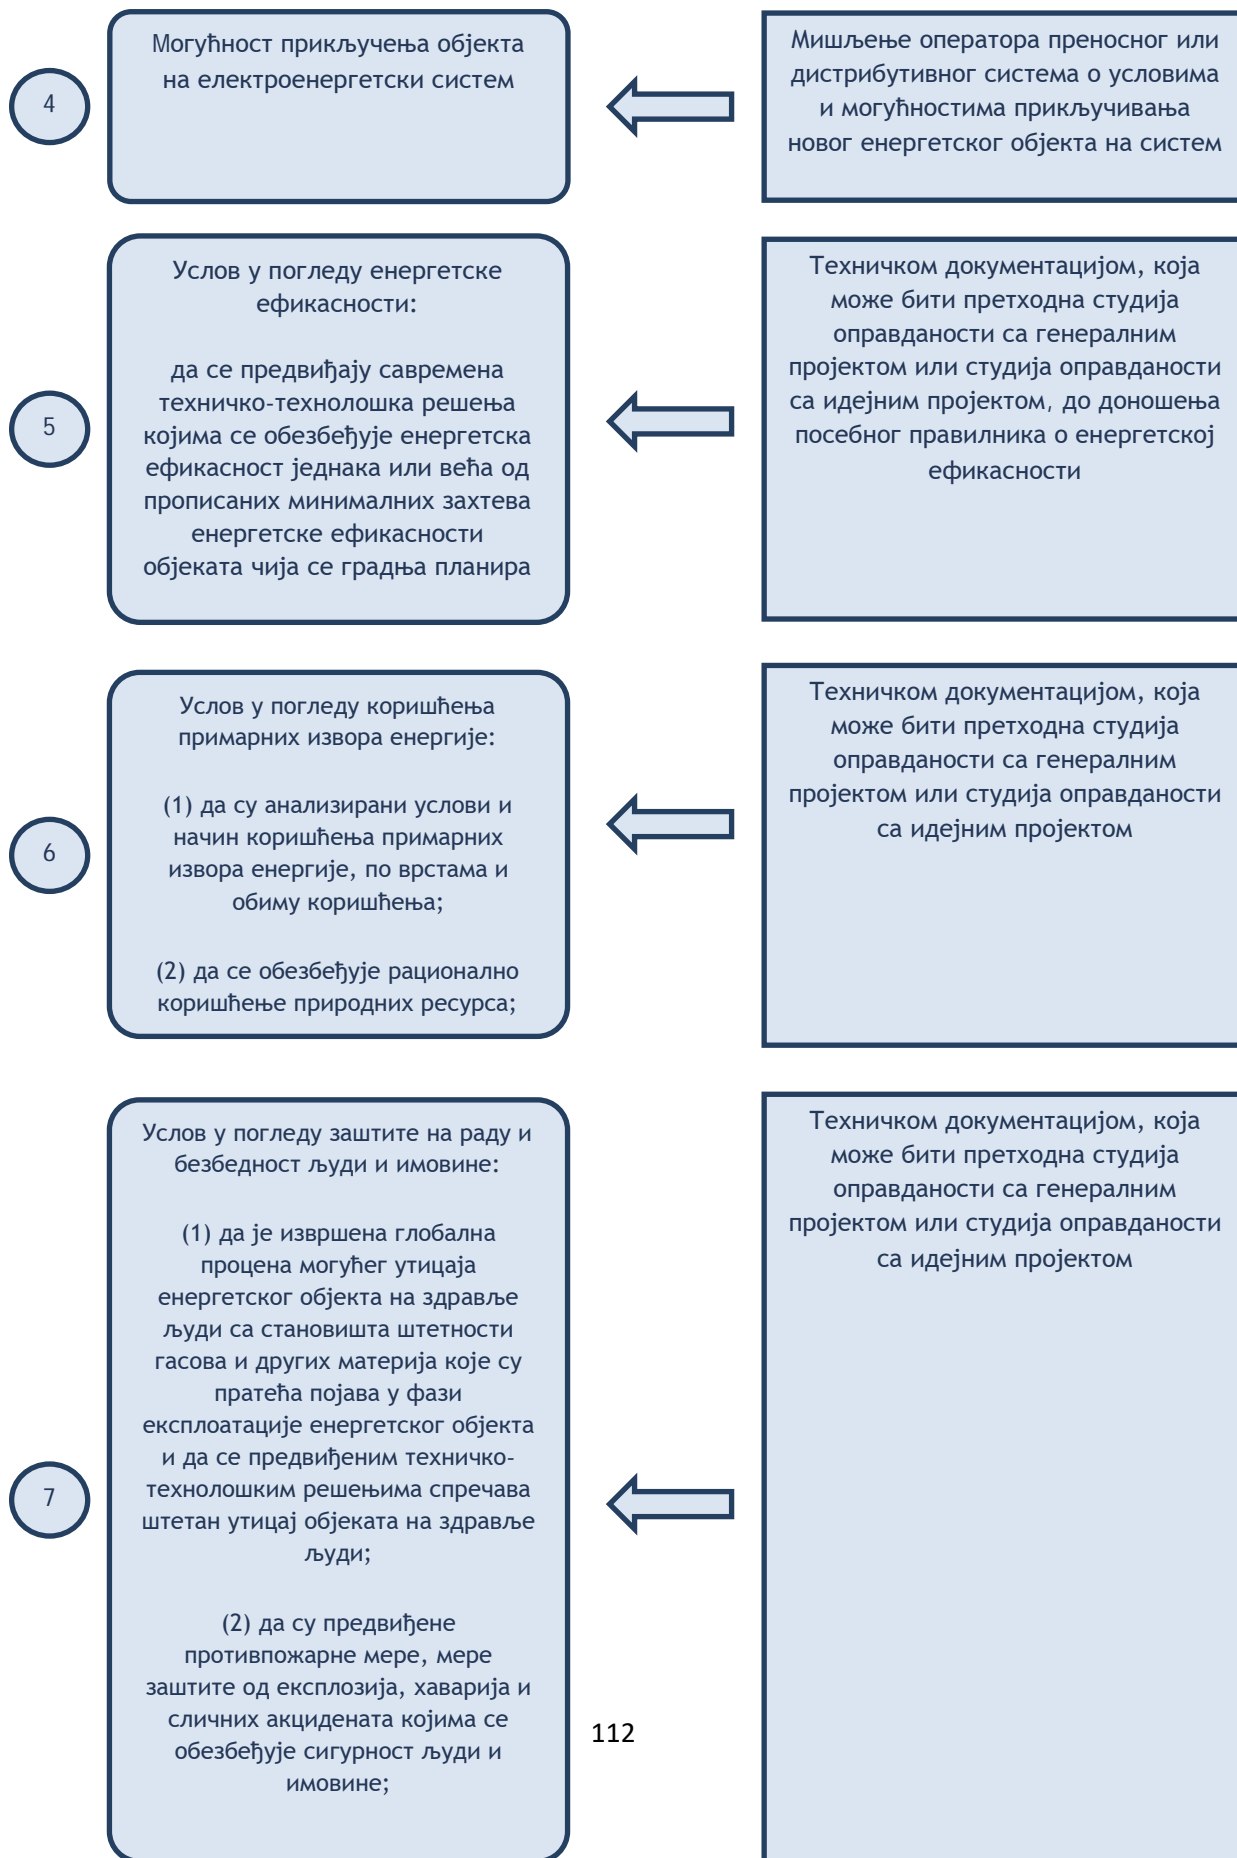 4
Могућност прикључења објекта
на електроенергетски систем
Мишљење оператора преносног или
дистрибутивног система о условима
и могућностима прикључивања
новог енергетског објекта на систем
5
Услов у погледу енергетске
ефикасности:
да се предвиђају савремена
техничко-технолошка решења
којима се обезбеђује енергетска
ефикасност једнака или већа од
прописаних минималних захтева
енергетске ефикасности
објеката чија се градња планира
Техничком документацијом, која
може бити претходна студија
оправданости са генералним
пројектом или студија оправданости
са идејним пројектом, до доношења
посебног правилника о енергетској
ефикасности
6
Услов у погледу коришћења
примарних извора енергије:
(1) да су анализирани услови и
начин коришћења примарних
извора енергије, по врстама и
обиму коришћења;
(2) да се обезбеђује рационално
коришћење природних ресурса;
Техничком документацијом, која
може бити претходна студија
оправданости са генералним
пројектом или студија оправданости
са идејним пројектом
7
Услов у погледу заштите на раду и
безбедност људи и имовине:
(1) да је извршена глобална
процена могућег утицаја
енергетског објекта на здравље
људи са становишта штетности
гасова и других материја које су
пратећа појава у фази
експлоатације енергетског објекта
и да се предвиђеним техничко-
технолошким решењима спречава
штетан утицај објеката на здравље
људи;
(2) да су предвиђене
противпожарне мере, мере
заштите од експлозија, хаварија и
сличних акцидената којима се
обезбеђује сигурност људи и
имовине;
Техничком документацијом, која
може бити претходна студија
оправданости са генералним
пројектом или студија оправданости
са идејним пројектом
112